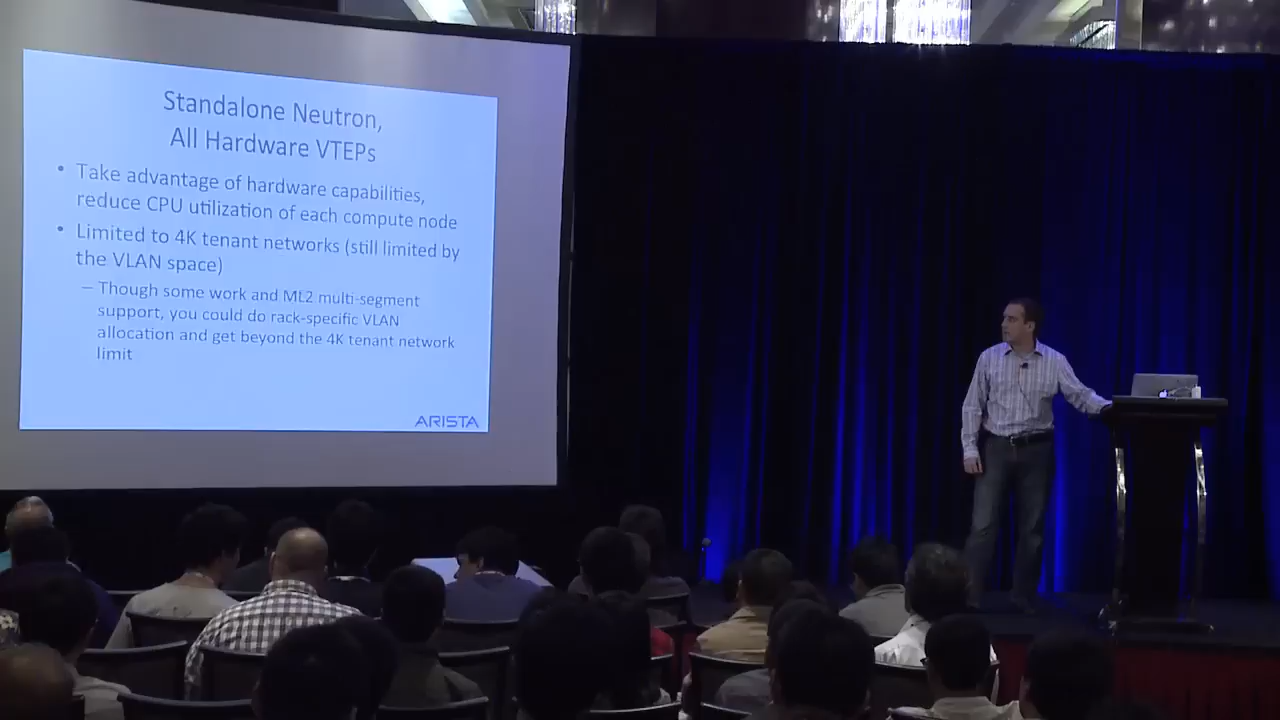 Standalone Neutron,
All Hardware VTEPs
• Take advantage of hardware capabilities,
reduce CPU utilization of each compute node
• Limited to 4K tenant networks (still limited by
the VLAN space)
– Though some work and ML2 multi-segment
support, you could do rack-specific VLAN
allocation and get beyond the 4K tenant network
limit
ARISTA